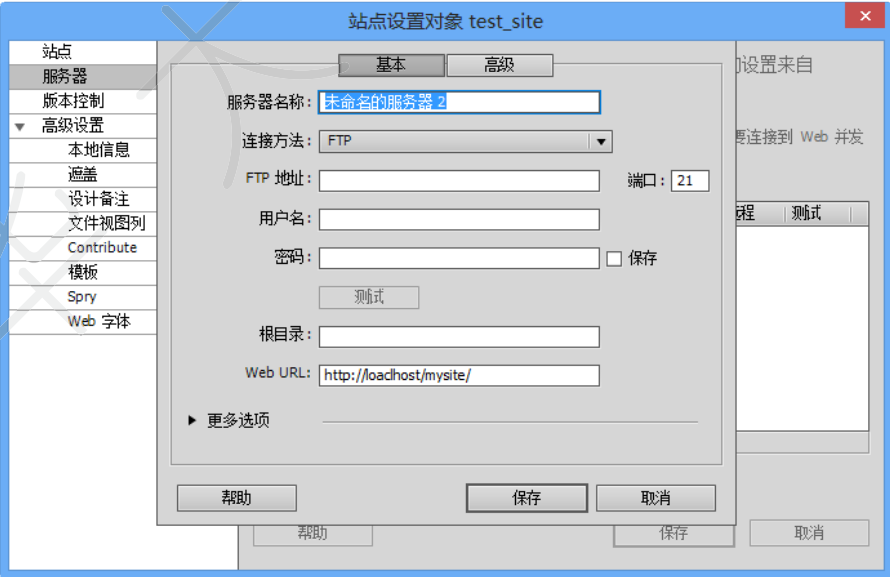 站点设置对象 test_site
站点
服务器
版本控制
高级设置
本地信息
遮盖
设计备注
文件视图列
Contribute
模板
Spry
Web 字体
基本 高级
服务器名称: 未命名的服务器 2
连接方法: FTP
FTP 地址: 端口: 21
用户名:
密码: 保存
测试
根目录:
Web URL: http://loaclhost/mysite/
更多选项
帮助 保存 取消
的设置来自
要连接到 Web 并发
远程 测试
帮助 保存 取消